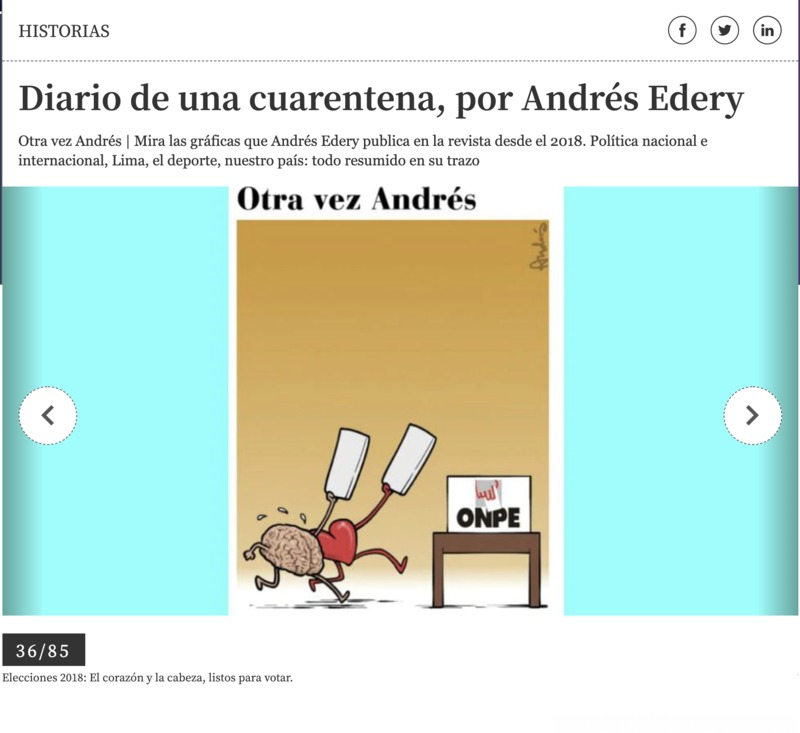 HISTORIAS
Diario de una cuarentena, por Andrés Edery
Otra vez Andrés | Mira las gráficas que Andrés Edery publica en la revista desde el 2018. Política nacional e
internacional, Lima, el deporte, nuestro país: todo resumido en su trazo
Otra vez Andrés
Andrés
ONPE
36/85
Elecciones 2018: El corazón y la cabeza, listos para votar.